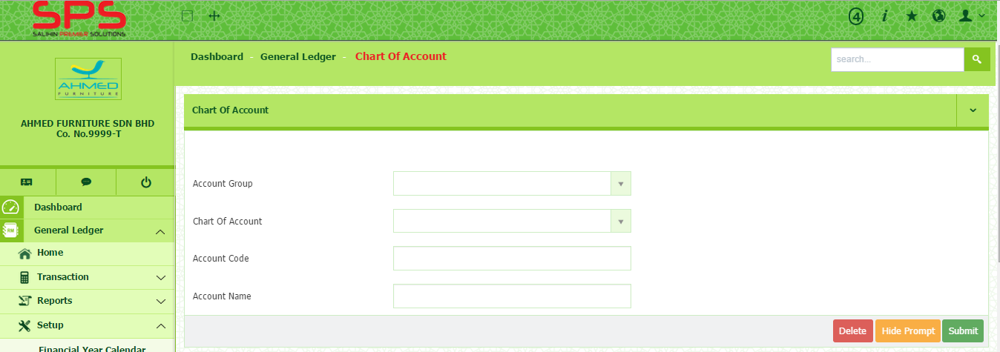 SPS
SALIHIN PREMIER SOLUTIONS
4
i
Dashboard - General Ledger - Chart Of Account
search...
AHMED
FURNITURE
AHMED FURNITURE SDN BHD
Co. No.9999-T
Dashboard
RM
General Ledger
Home
Transaction
Reports
Setup
Financial Year Calendar
Chart Of Account
Account Group
Chart Of Account
Account Code
Account Name
Delete
Hide Prompt
Submit